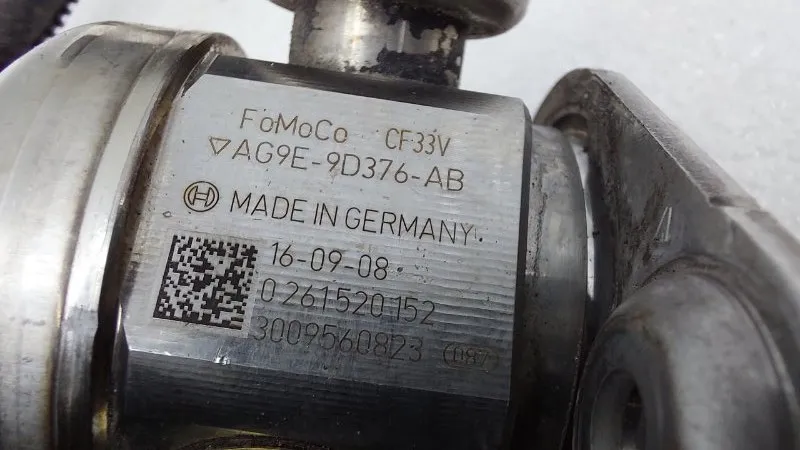 FoMoCo CF33V
▽AG9E-9D376-AB
MADE IN GERMANY
16-09-08
0 261 520 152
3009560823